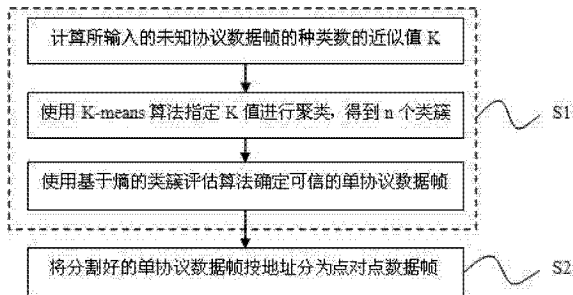 计算所输入的未知协议数据帧的种类数的近似值 K
使用 K-means 算法指定 K 值进行聚类，得到 n 个类簇
S1
使用基于熵的类簇评估算法确定可信的单协议数据帧
将分割好的单协议数据帧按地址分为点对点数据帧
S2